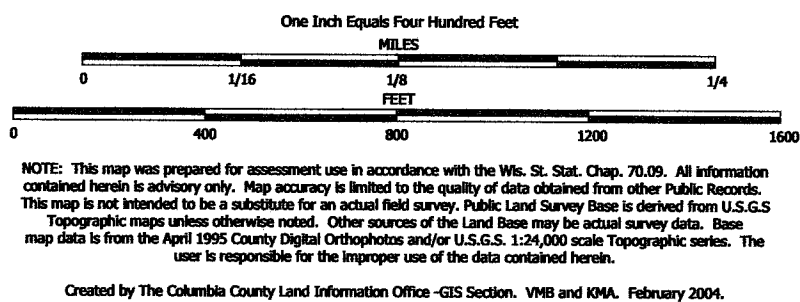 One Inch Equals Four Hundred Feet
MILES
0 1/16 1/8 1/4
FEET
0 400 800 1200 1600
NOTE: This map was prepared for assessment use in accordance with the Wis. St. Stat. Chap. 70.09. All information
contained herein is advisory only. Map accuracy is limited to the quality of data obtained from other Public Records.
This map is not intended to be a substitute for an actual field survey. Public Land Survey Base is derived from U.S.G.S
Topographic maps unless otherwise noted. Other sources of the Land Base may be actual survey data. Base
map data is from the April 1995 County Digital Orthophotos and/or U.S.G.S. 1:24,000 scale Topographic series. The
user is responsible for the improper use of the data contained herein.
Created by The Columbia County Land Information Office -GIS Section. VMB and KMA. February 2004.